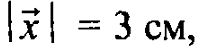 |x⃗| = 3 см,